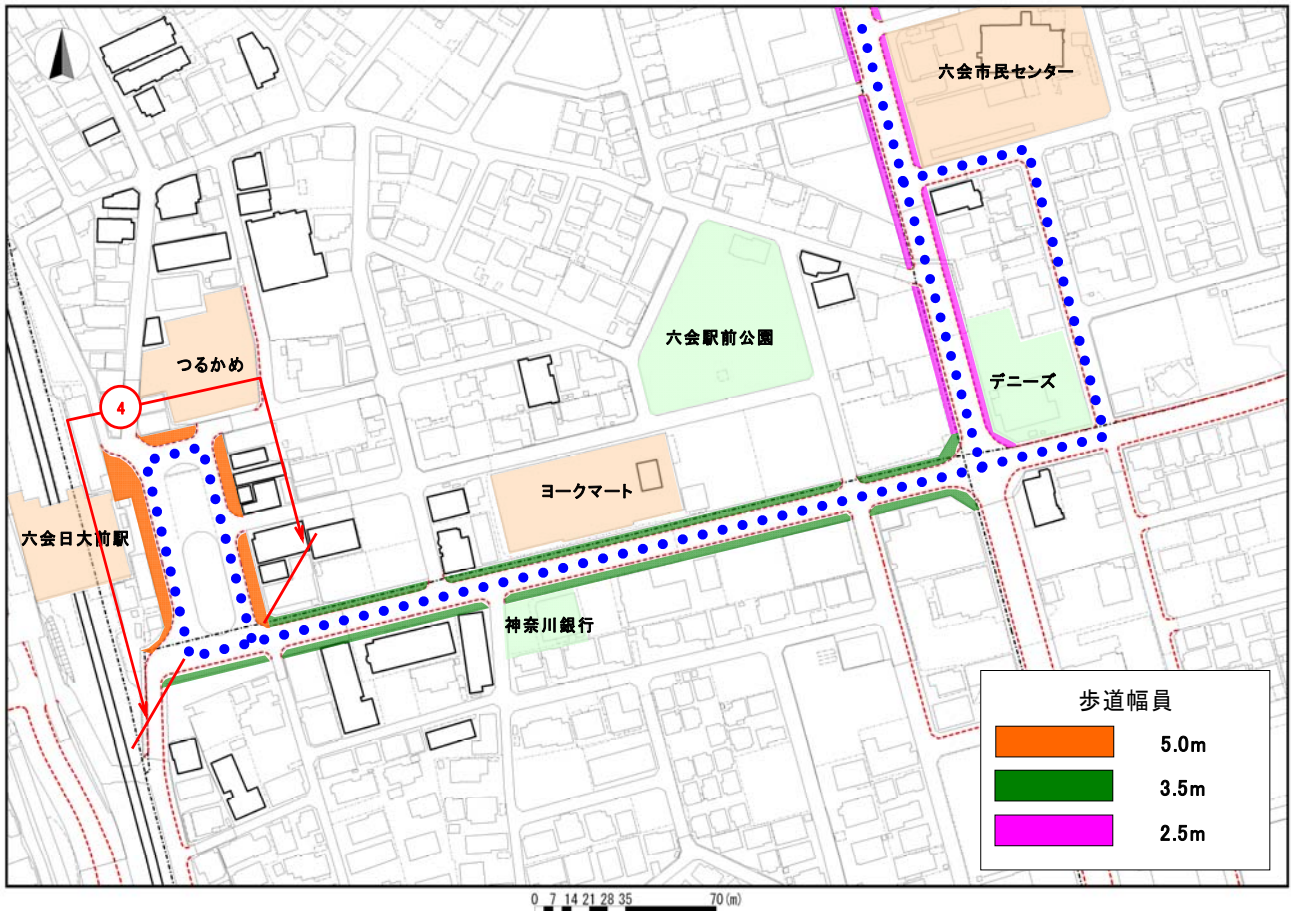 六会市民センター
六会駅前公園
つるかめ
デニーズ
4
ヨークマート
六会日大前駅
神奈川銀行
歩道幅員
5.0m
3.5m
2.5m
0 7 14 21 28 35 70(m)